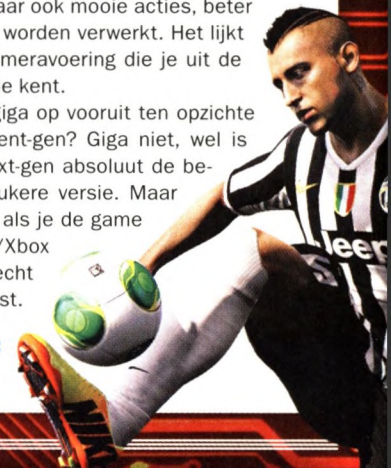 aar ook mooie acties, beter
worden verwerkt. Het lijkt
meravoering die je uit de
e kent.
giga op vooruit ten opzichte
ent-gen? Giga niet, wel is
xt-gen absoluut de be-
ukere versie. Maar
als je de game
/Xbox
echt
st.
Jeep